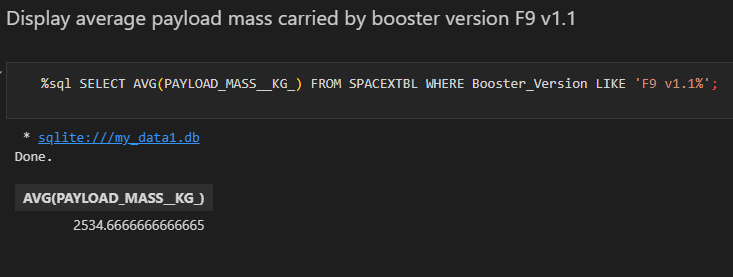 Display average payload mass carried by booster version F9 v1.1
%sql SELECT AVG(PAYLOAD_MASS__KG_) FROM SPACEXTBL WHERE Booster_Version LIKE 'F9 v1.1%';
* sqlite:///my_data1.db
Done.
AVG(PAYLOAD_MASS__KG_)
2534.6666666666665